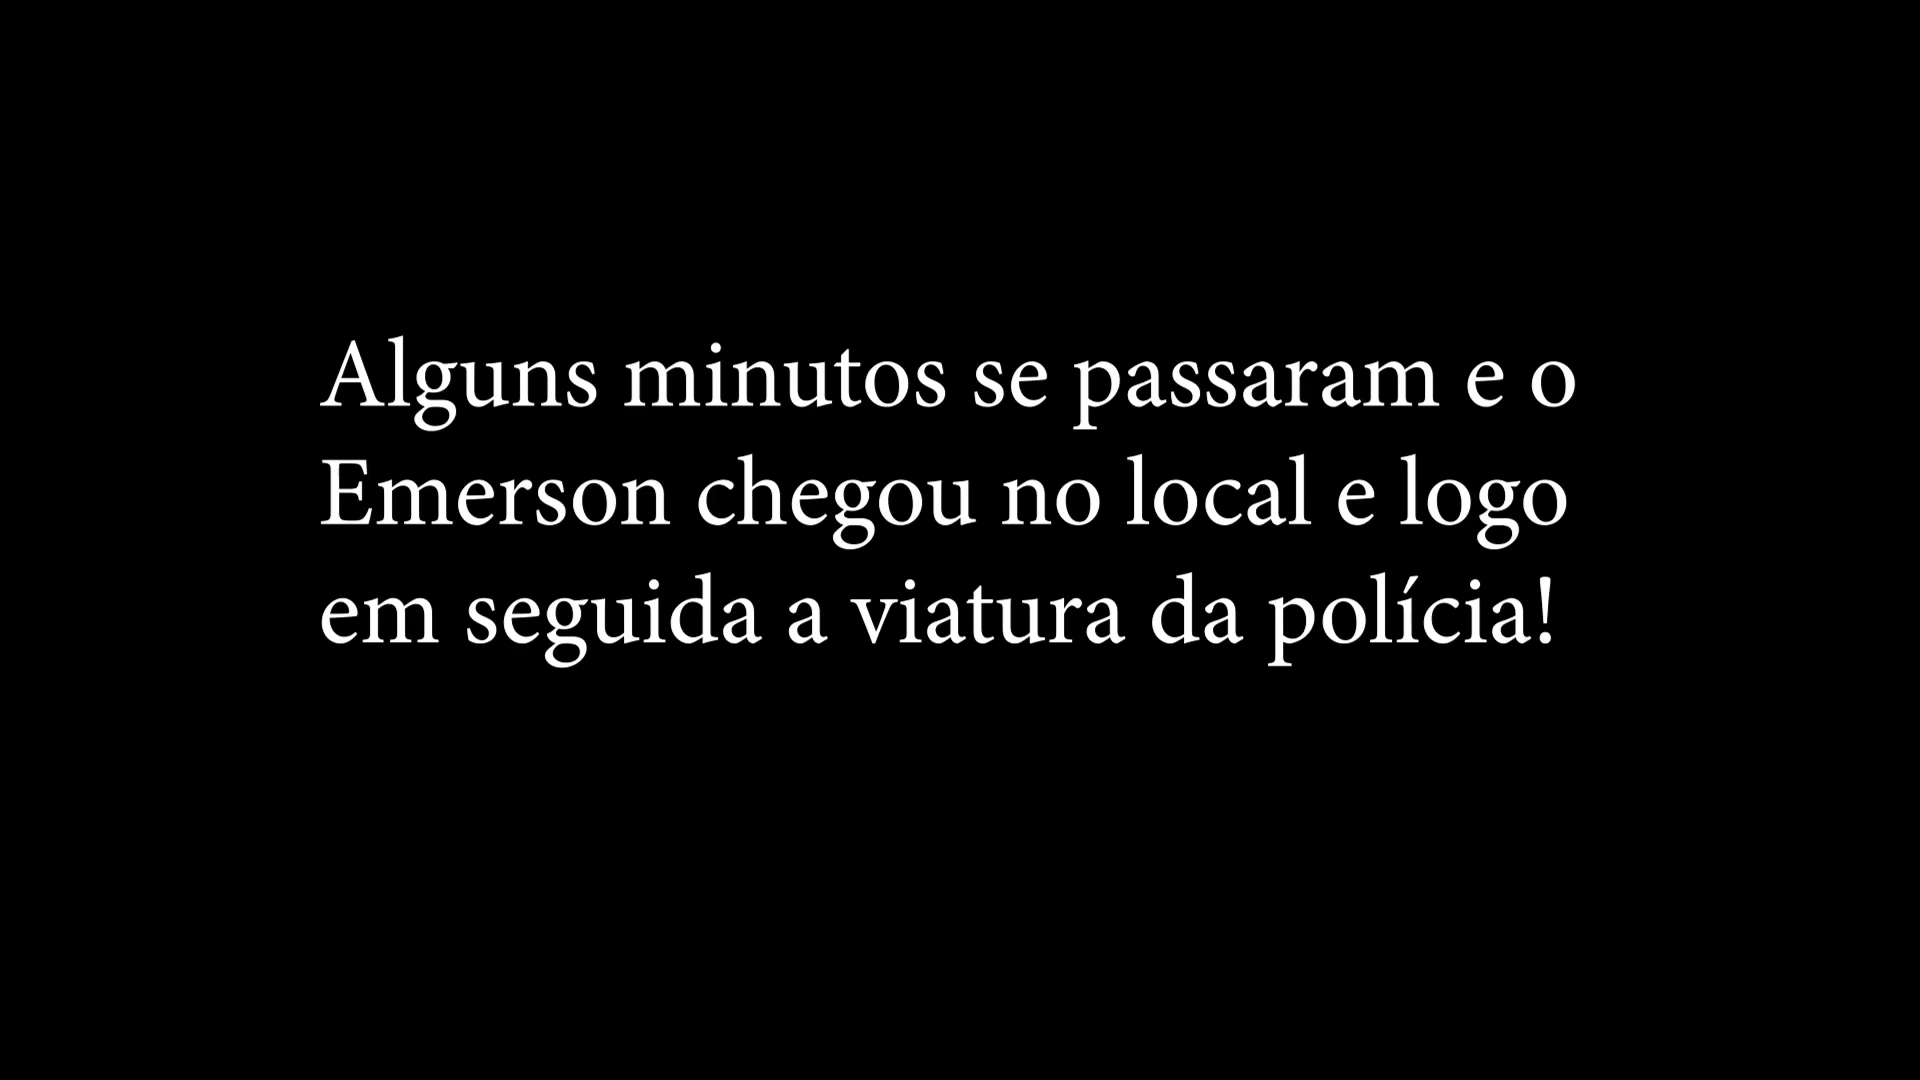 Alguns minutos se passaram e o
Emerson chegou no local e logo
em seguida a viatura da polícia!